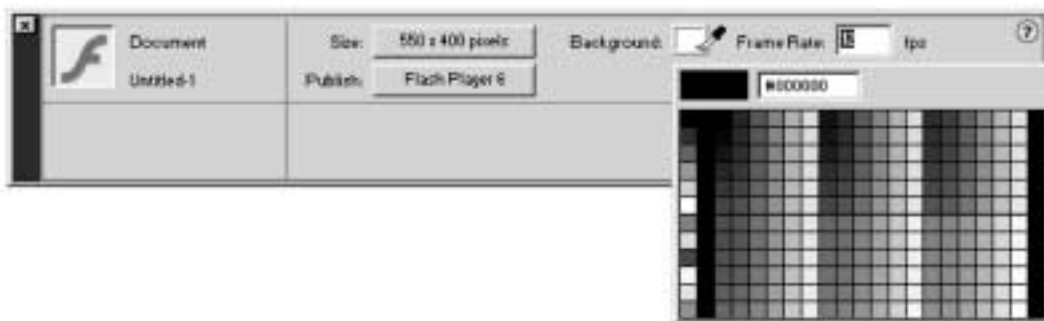 Document Size: 550 x 400 pixels Background: Frame Rate: fps ?
Untitled-1 Publish: Flash Player 6
#000000